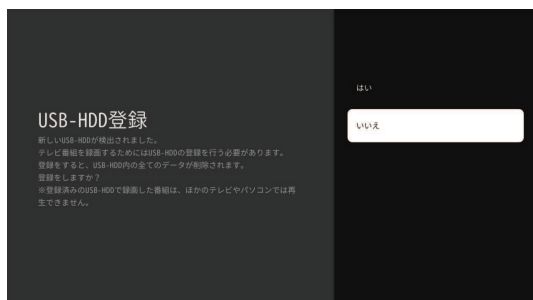 USB-HDD登録
新しいUSB-HDDが検出されました。
テレビ番組を録画するためにはUSB-HDDの登録を行う必要があります。
登録をすると、USB-HDD内の全てのデータが削除されます。
登録をしますか？
※登録済みのUSB-HDDで録画した番組は、ほかのテレビやパソコンでは再
生できません。
はい
いいえ